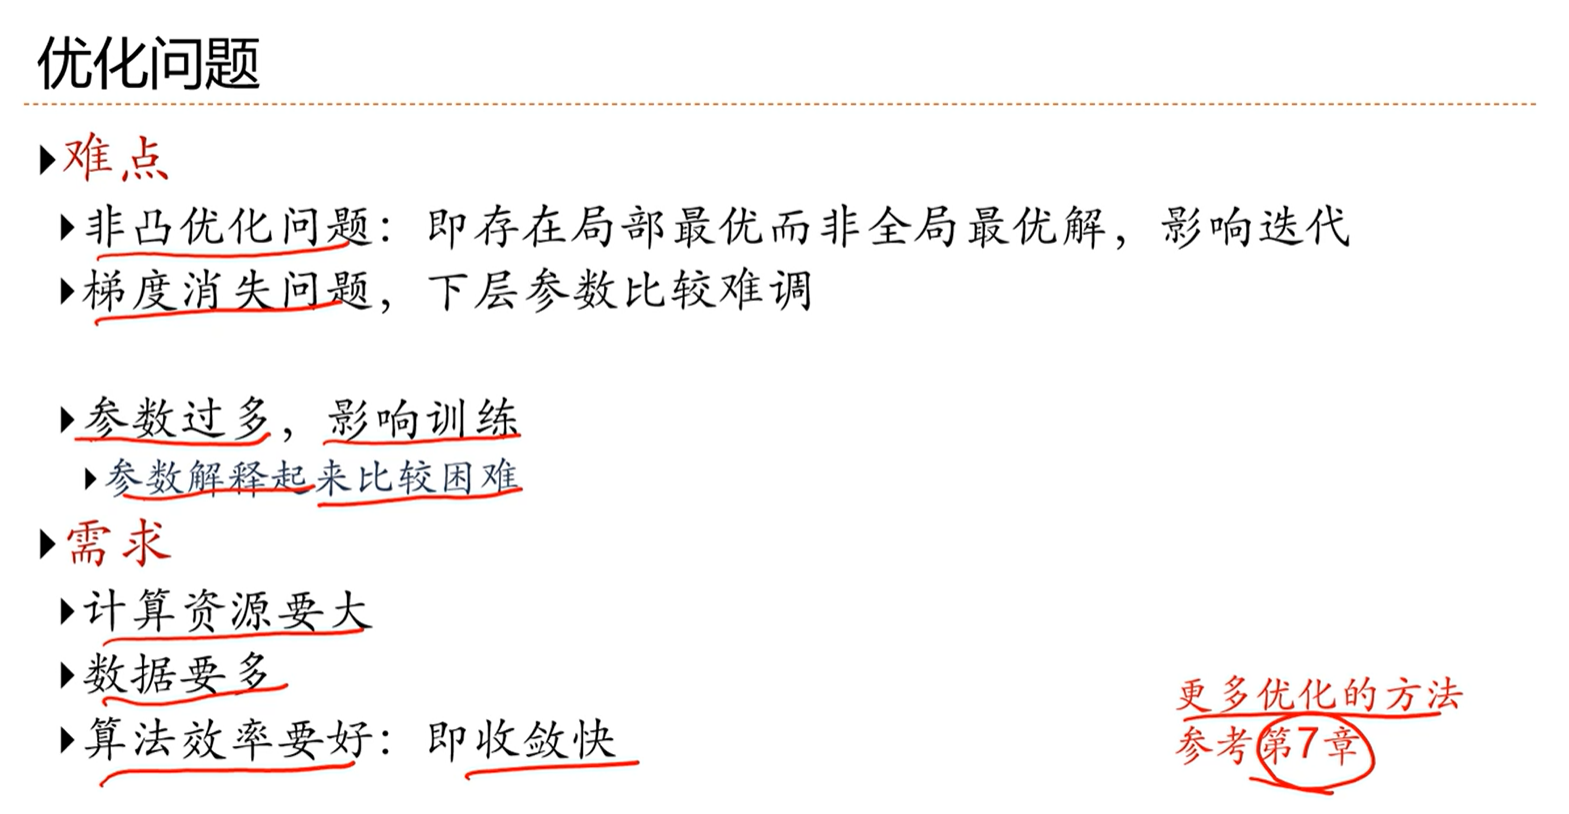 优化问题
难点
非凸优化问题：即存在局部最优而非全局最优解，影响迭代
梯度消失问题，下层参数比较难调
参数过多，影响训练
参数解释起来比较困难
需求
计算资源要大
数据要多
算法效率要好：即收敛快
更多优化的方法
参考第7章